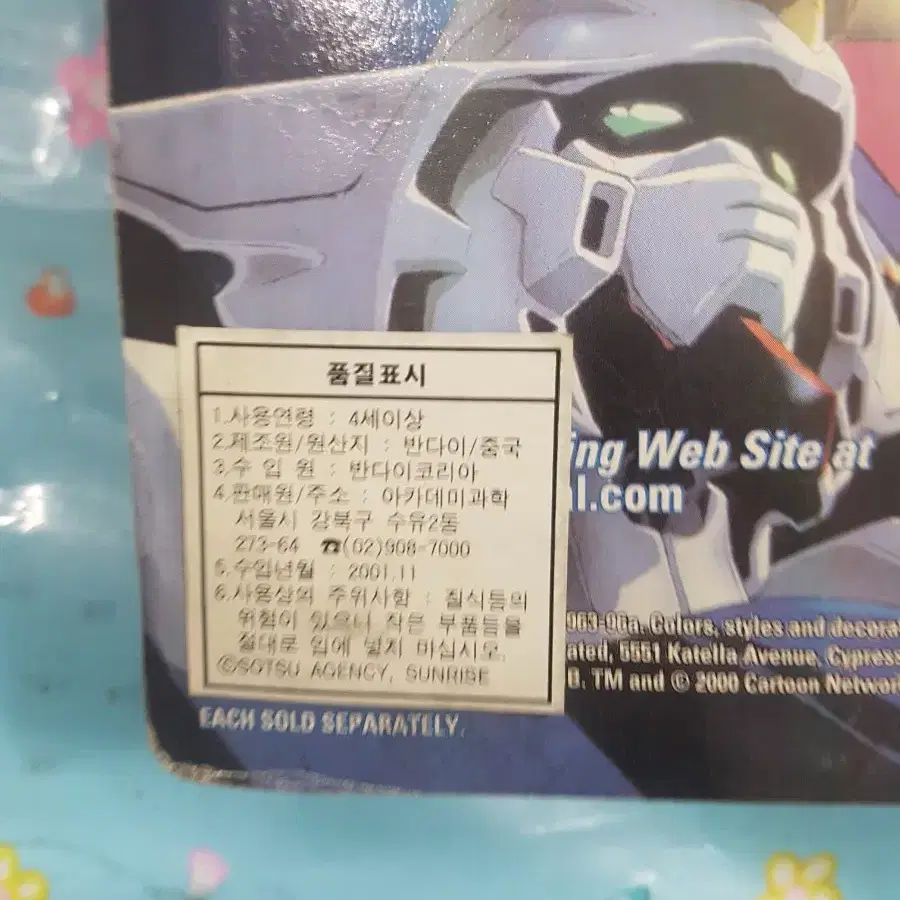 품질표시
1.사용연령 : 4세이상
2.제조원/원산지 : 반다이/중국
3.수 입 원 : 반다이코리아
4.판매원/주소 : 아카데미과학
서울시 강북구 수유2동
273-64 ☎(02)908-7000
5.수입년월 : 2001.11
6.사용상의 주위사항 : 질식등의
위험이 있으니 작은 부품등을
절대로 입에 넣지 마십시오.
©SOTSU AGENCY, SUNRISE
ing Web Site at
l.com
063-06a. Colors, styles and decorat
ated, 5551 Katella Avenue, Cypress
B. TM and © 2000 Cartoon Networ
EACH SOLD SEPARATELY.